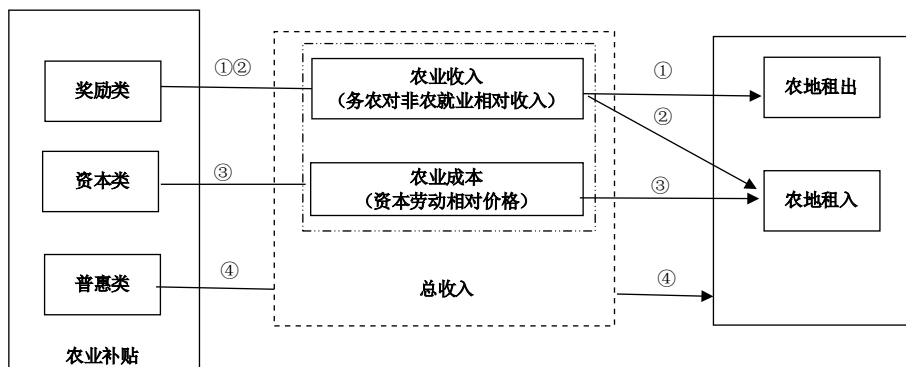 奖励类
资本类
普惠类
农业补贴
①②
③
④
农业收入
（务农对非农就业相对收入）
农业成本
（资本劳动相对价格）
总收入
①
②
③
④
农地租出
农地租入